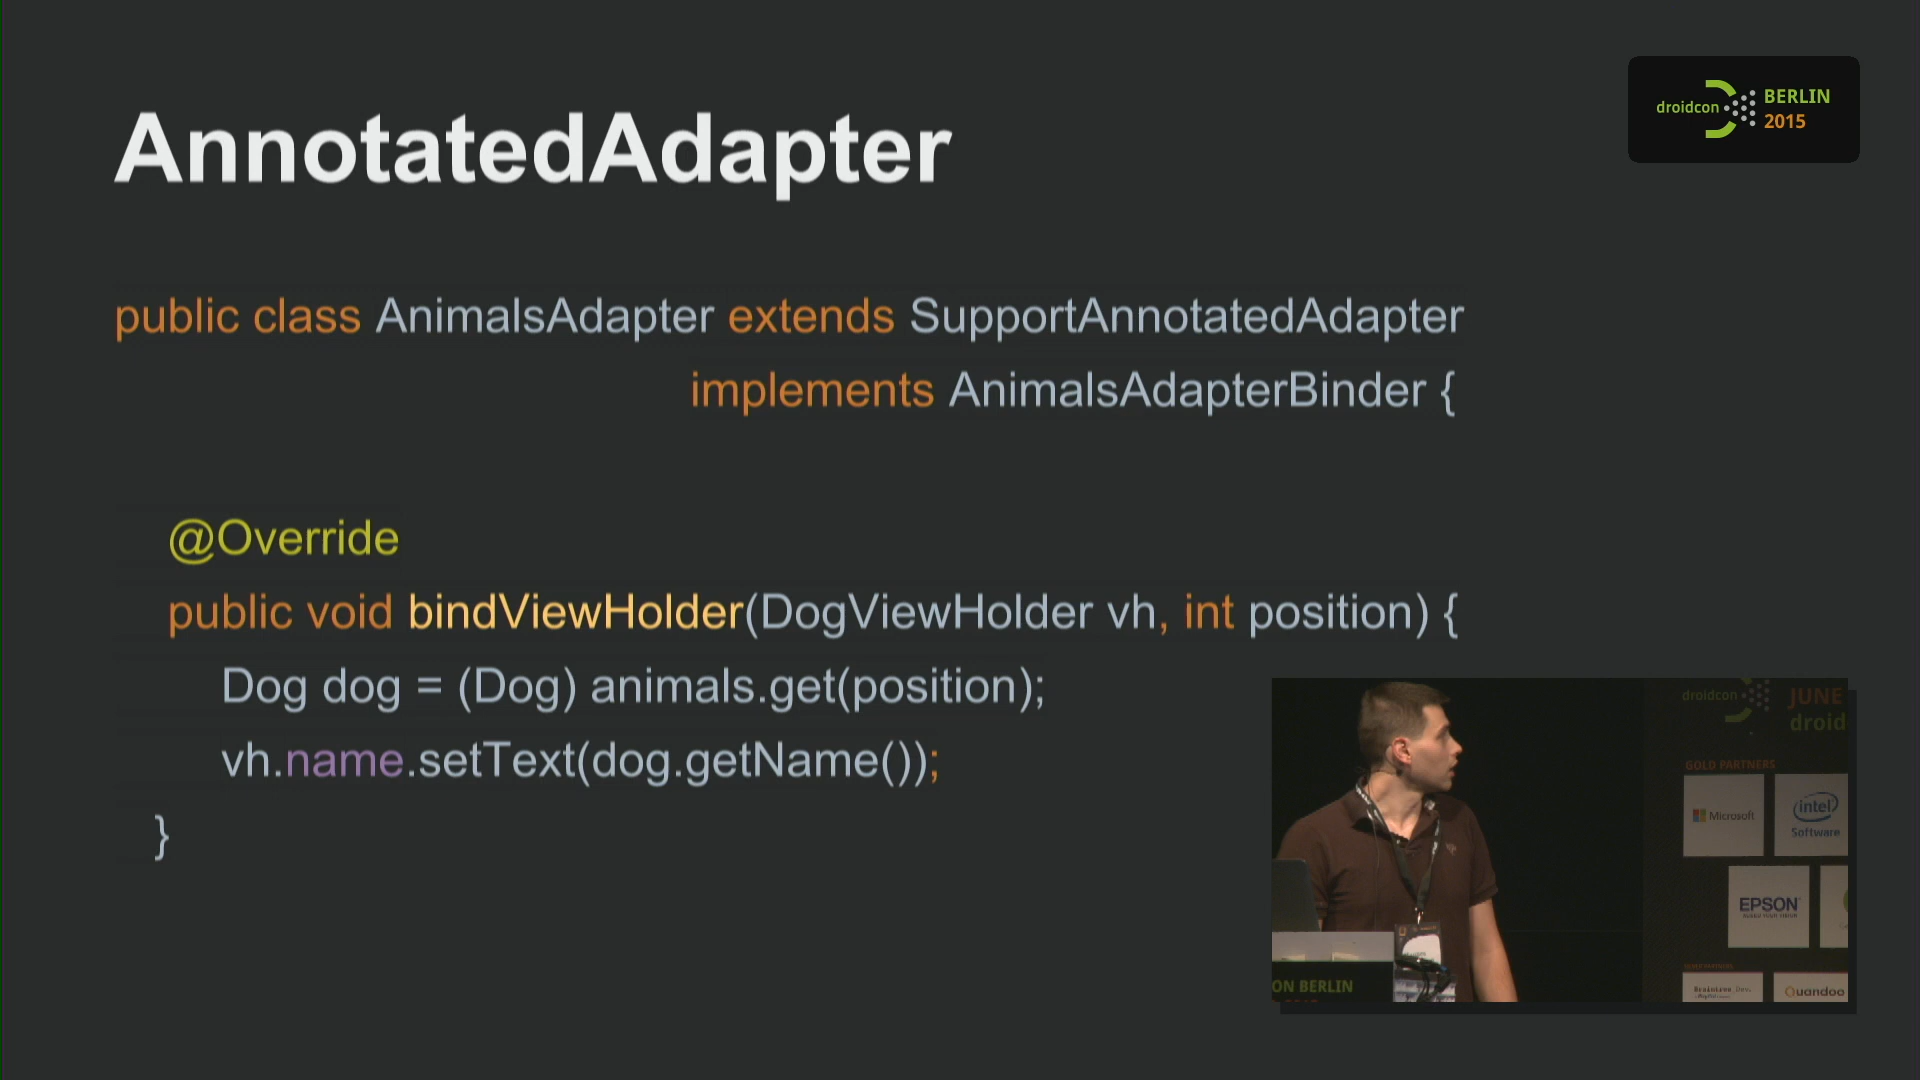 AnnotatedAdapter
droidcon
BERLIN
2015
public class AnimalsAdapter extends SupportAnnotatedAdapter
implements AnimalsAdapterBinder {
@Override
public void bindViewHolder(DogViewHolder vh, int position) {
Dog dog = (Dog) animals.get(position);
vh.name.setText(dog.getName());
}
droidcon
JUNE
droid
GOLD PARTNERS
Microsoft
intel
Software
EPSON
ON BERLIN
Braintree_Dev.
Quandoo